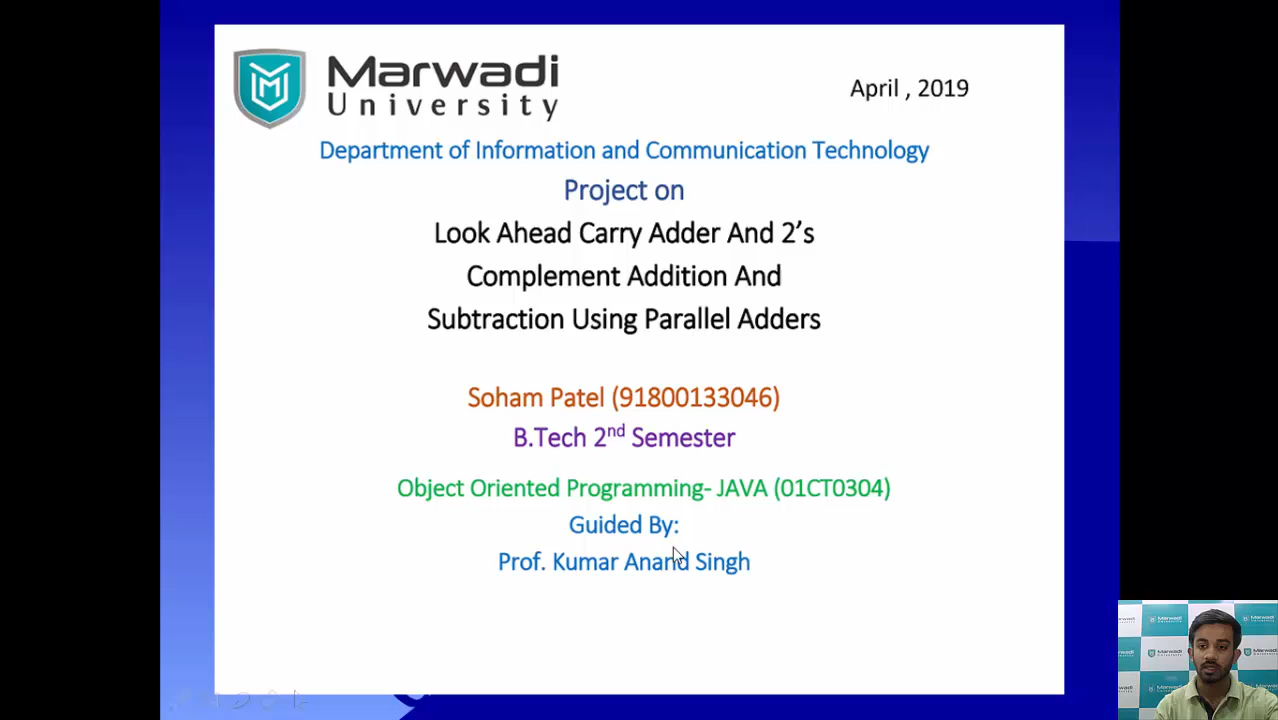 Marwadi
University
April , 2019
Department of Information and Communication Technology
Project on
Look Ahead Carry Adder And 2’s
Complement Addition And
Subtraction Using Parallel Adders
Soham Patel (91800133046)
B.Tech 2nd Semester
Object Oriented Programming- JAVA (01CT0304)
Guided By:
Prof. Kumar Anand Singh
Marwadi